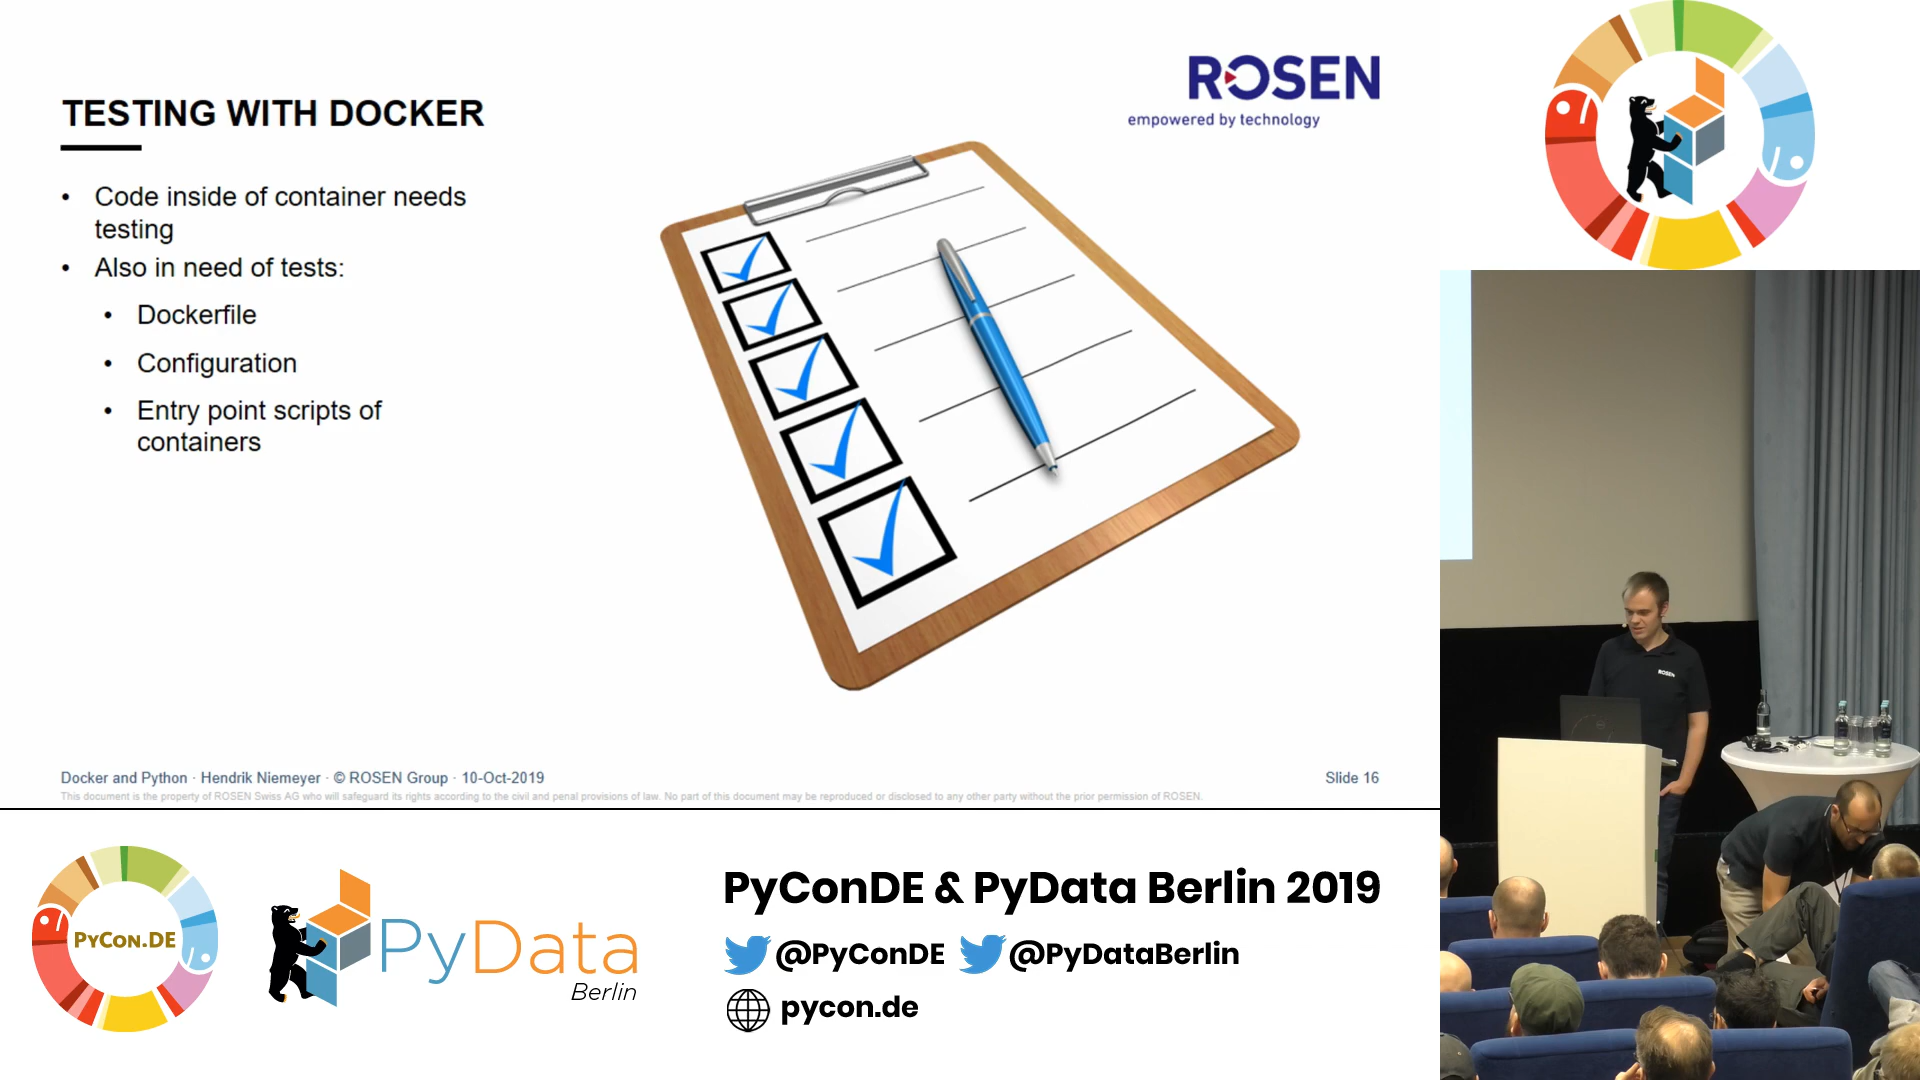 ROSEN
empowered by technology
TESTING WITH DOCKER
• Code inside of container needs
testing
• Also in need of tests:
• Dockerfile
• Configuration
• Entry point scripts of
containers
Docker and Python · Hendrik Niemeyer · © ROSEN Group · 10-Oct-2019
Slide 16
This document is the property of ROSEN Swiss AG who will safeguard its rights according to the civil and penal provisions of law. No part of this document may be reproduced or disclosed to any other party without the prior permission of ROSEN.
ROSEN
PYCON.DE
PyData
Berlin
PyConDE & PyData Berlin 2019
@PyConDE @PyDataBerlin
pycon.de